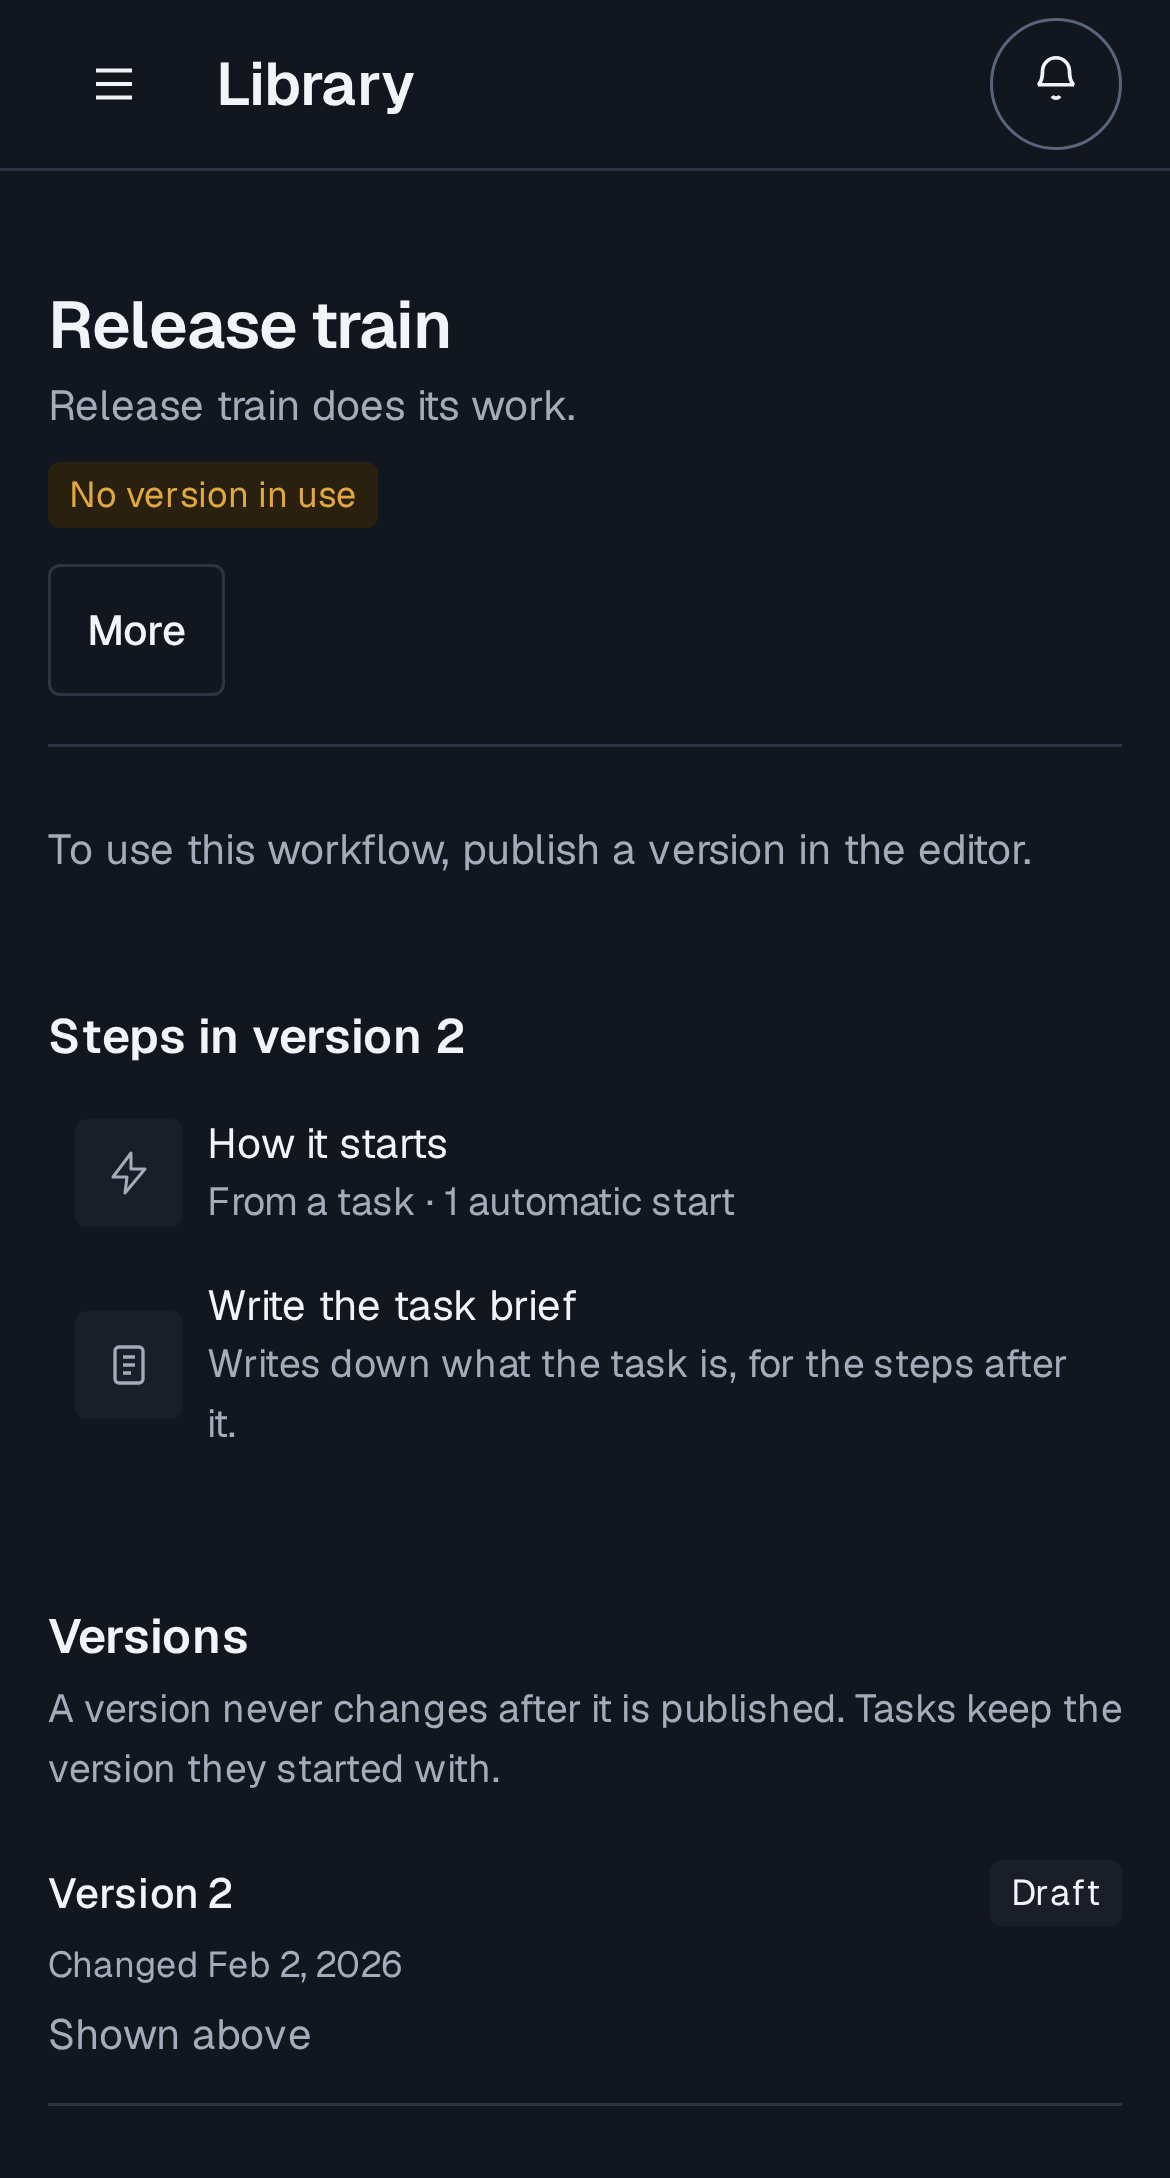 Library
Release train
Release train does its work.
No version in use
More
To use this workflow, publish a version in the editor.
Steps in version 2
How it starts
From a task · 1 automatic start
Write the task brief
Writes down what the task is, for the steps after
it.
Versions
A version never changes after it is published. Tasks keep the
version they started with.
Version 2
Draft
Changed Feb 2, 2026
Shown above